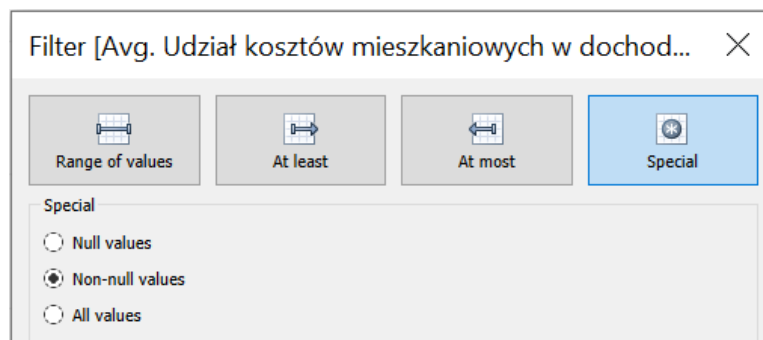 Filter [Avg. Udział kosztów mieszkaniowych w dochod...
Range of values
At least
At most
Special
Special
Null values
Non-null values
All values